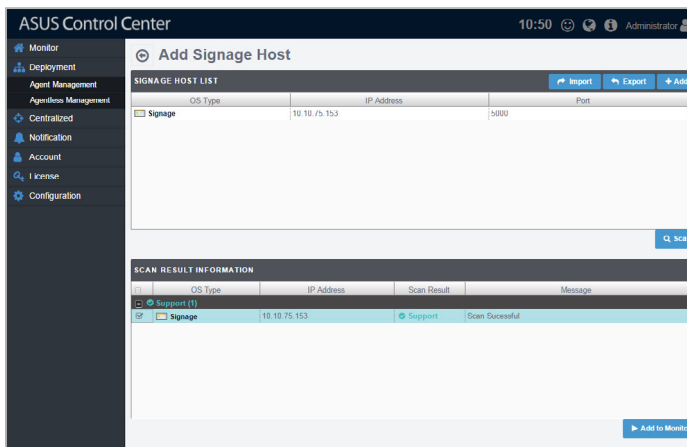 ASUS Control Center
10:50 Administrator
Monitor
Deployment
Agent Management
Agentless Management
Centralized
Notification
Account
License
Configuration
Add Signage Host
SIGNAGE HOST LIST
Import Export + Add
OS Type IP Address Port
Signage 10.10.75.153 5000
Sca
SCAN RESULT INFORMATION
OS Type IP Address Scan Result Message
Support (1)
Signage 10.10.75.153 Support Scan Sucessful
Add to Monito